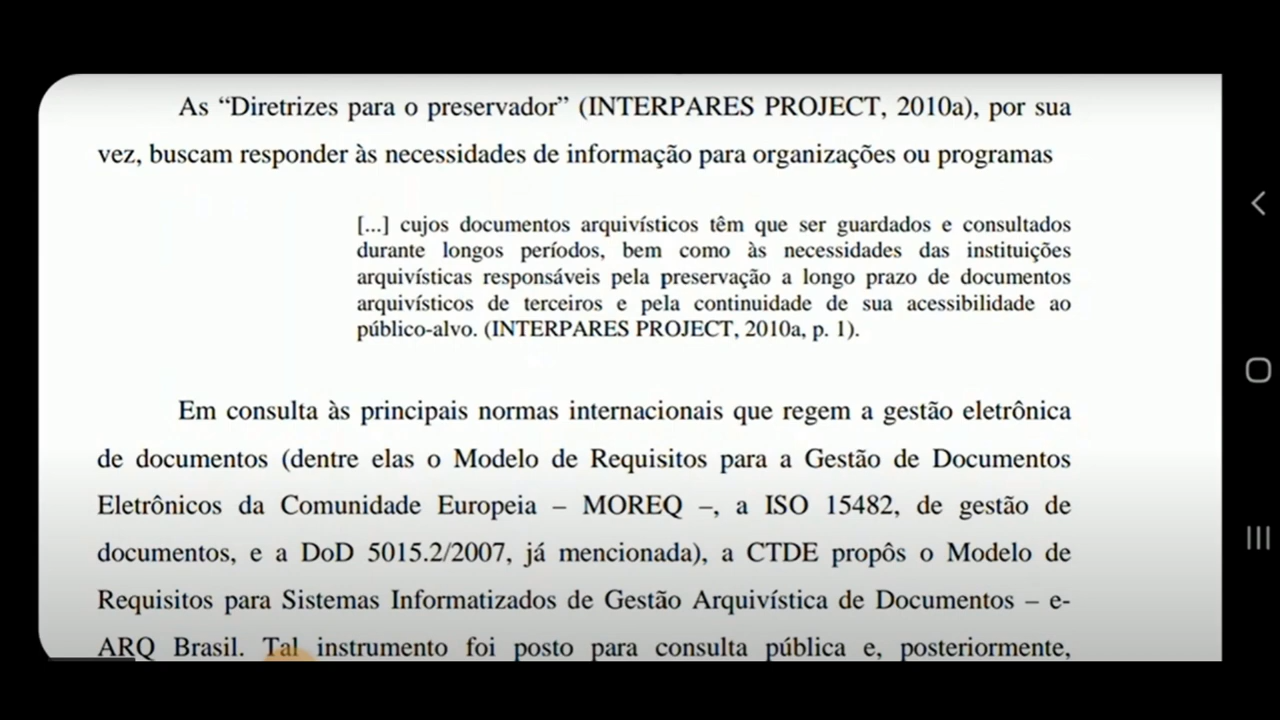 As “Diretrizes para o preservador” (INTERPARES PROJECT, 2010a), por sua
vez, buscam responder às necessidades de informação para organizações ou programas
[...] cujos documentos arquivísticos têm que ser guardados e consultados
durante longos períodos, bem como às necessidades das instituições
arquivísticas responsáveis pela preservação a longo prazo de documentos
arquivísticos de terceiros e pela continuidade de sua acessibilidade ao
público-alvo. (INTERPARES PROJECT, 2010a, p. 1).
Em consulta às principais normas internacionais que regem a gestão eletrônica
de documentos (dentre elas o Modelo de Requisitos para a Gestão de Documentos
Eletrônicos da Comunidade Europeia – MOREQ –, a ISO 15482, de gestão de
documentos, e a DoD 5015.2/2007, já mencionada), a CTDE propôs o Modelo de
Requisitos para Sistemas Informatizados de Gestão Arquivística de Documentos – e-
ARQ Brasil. Tal instrumento foi posto para consulta pública e, posteriormente,